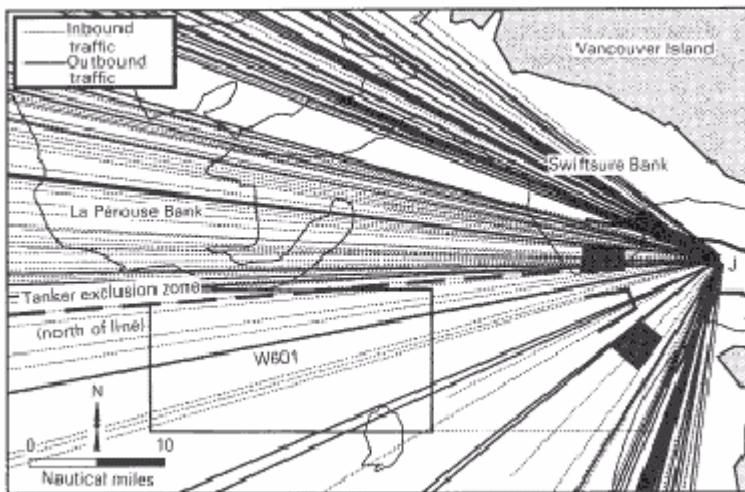 Inbound
traffic
Outbound
traffic
Vancouver Island
Swiftsure Bank
La Pérouse Bank
J
Tanker exclusion zone
(north of line)
W601
N
0 10
Nautical miles